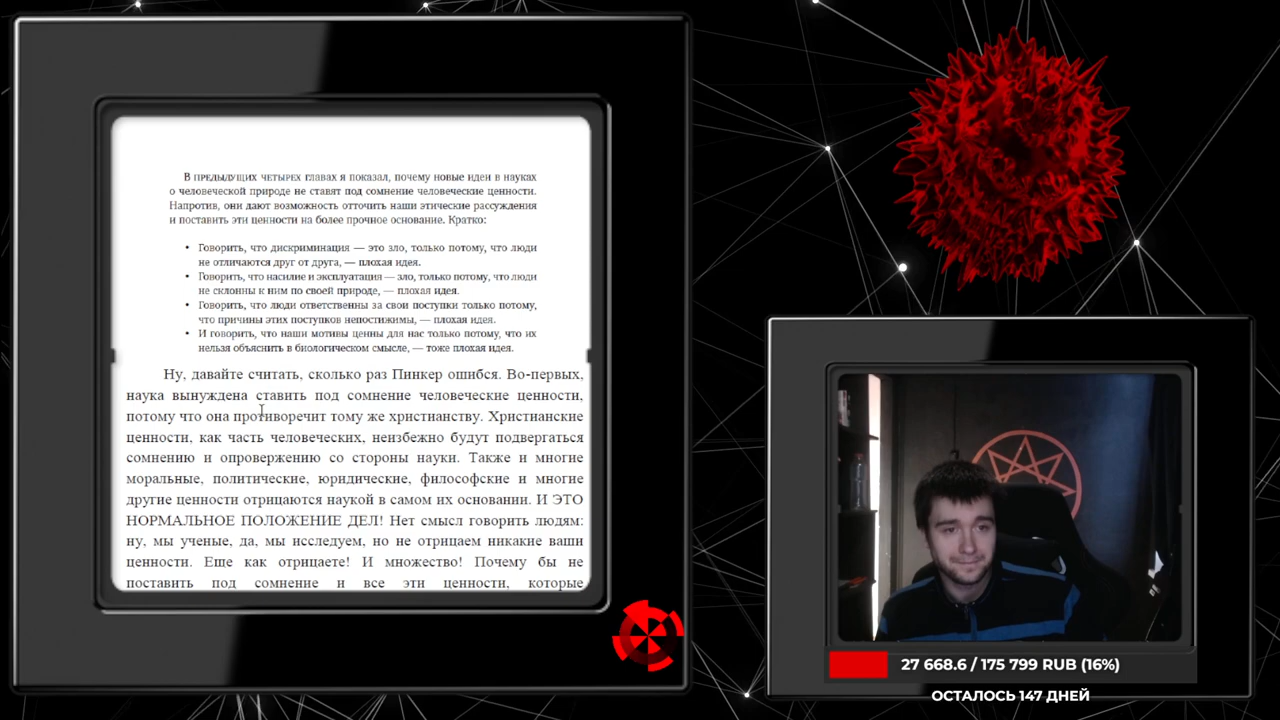 В ПРЕДЫДУЩИХ ЧЕТЫРЕХ главах я показал, почему новые идеи в науках
о человеческой природе не ставят под сомнение человеческие ценности.
Напротив, они дают возможность отточить наши этические рассуждения
и поставить эти ценности на более прочное основание. Кратко:
• Говорить, что дискриминация — это зло, только потому, что люди
не отличаются друг от друга, — плохая идея.
• Говорить, что насилие и эксплуатация — зло, только потому, что люди
не склонны к ним по своей природе, — плохая идея.
• Говорить, что люди ответственны за свои поступки только потому,
что причины этих поступков непостижимы, — плохая идея.
• И говорить, что наши мотивы ценны для нас только потому, что их
нельзя объяснить в биологическом смысле, — тоже плохая идея.
Ну, давайте считать, сколько раз Пинкер ошибся. Во-первых,
наука вынуждена ставить под сомнение человеческие ценности,
потому что она противоречит тому же христианству. Христианские
ценности, как часть человеческих, неизбежно будут подвергаться
сомнению и опровержению со стороны науки. Также и многие
моральные, политические, юридические, философские и многие
другие ценности отрицаются наукой в самом их основании. И ЭТО
НОРМАЛЬНОЕ ПОЛОЖЕНИЕ ДЕЛ! Нет смысл говорить людям:
ну, мы ученые, да, мы исследуем, но не отрицаем никакие ваши
ценности. Еще как отрицаете! И множество! Почему бы не
поставить под сомнение и все эти ценности, которые
27 668.6 / 175 799 RUB (16%)
ОСТАЛОСЬ 147 ДНЕЙ